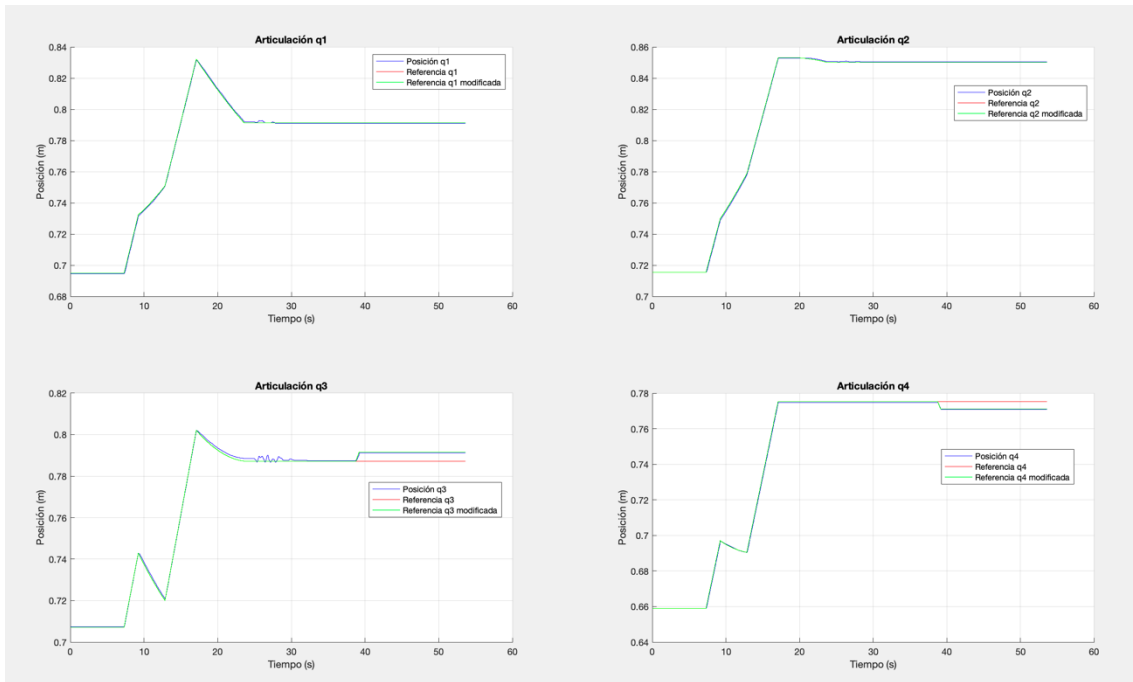 Articulación q1
0.84
0.82
0.8
0.78
0.76
0.74
0.72
0.7
0.68
Posición (m)
0 10 20 30 40 50 60
Tiempo (s)
Posición q1
Referencia q1
Referencia q1 modificada
Articulación q2
0.86
0.84
0.82
0.8
0.78
0.76
0.74
0.72
0.7
Posición (m)
0 10 20 30 40 50 60
Tiempo (s)
Posición q2
Referencia q2
Referencia q2 modificada
Articulación q3
0.82
0.8
0.78
0.76
0.74
0.72
0.7
Posición (m)
0 10 20 30 40 50 60
Tiempo (s)
Posición q3
Referencia q3
Referencia q3 modificada
Articulación q4
0.78
0.76
0.74
0.72
0.7
0.68
0.66
0.64
Posición (m)
0 10 20 30 40 50 60
Tiempo (s)
Posición q4
Referencia q4
Referencia q4 modificada